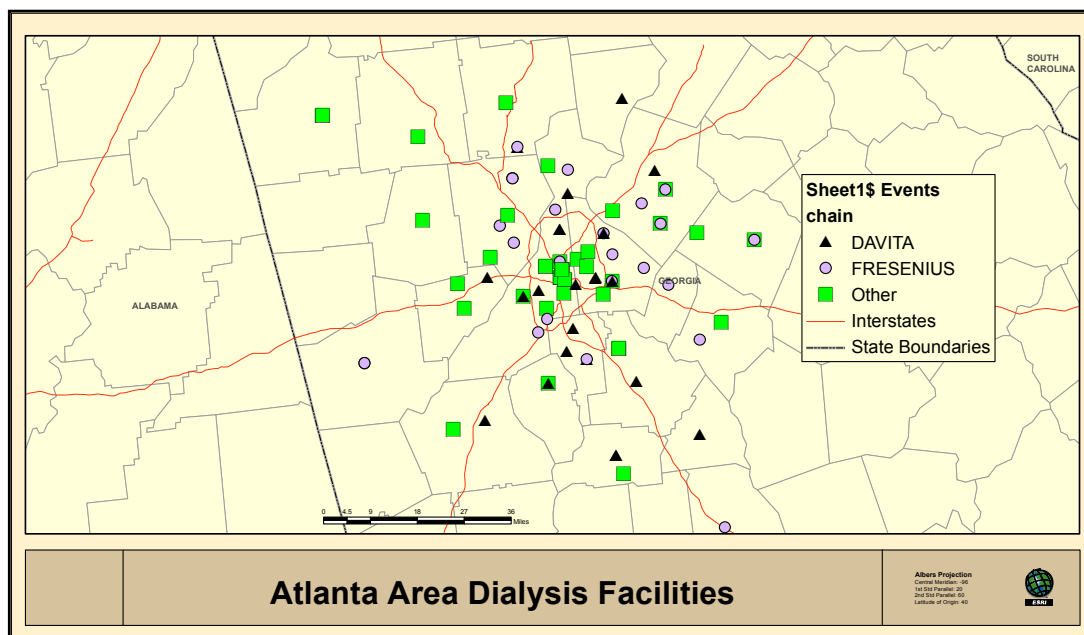 SOUTH
CAROLINA
Sheet1$ Events
chain
DAVITA
FRESENIUS
Other
Interstates
State Boundaries
GEORGIA
ALABAMA
0 4.5 9 18 27 36
Miles
Atlanta Area Dialysis Facilities
Albers Projection
Central Meridian: -96
1st Std Parallel: 20
2nd Std Parallel: 60
Latitude of Origin: 40
ESRI